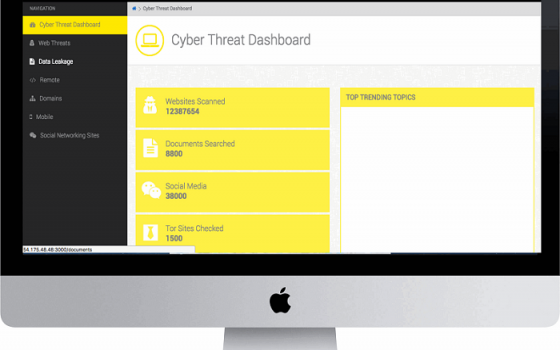 NAVIGATION
Cyber Threat Dashboard
Web Threats
Data Leakage
Remote
Domains
Mobile
Social Networking Sites
> Cyber Threat Dashboard
Cyber Threat Dashboard
Websites Scanned
12387654
Documents Searched
8800
Social Media
38000
Tor Sites Checked
1500
TOP TRENDING TOPICS
54.175.48.48:3000/documents